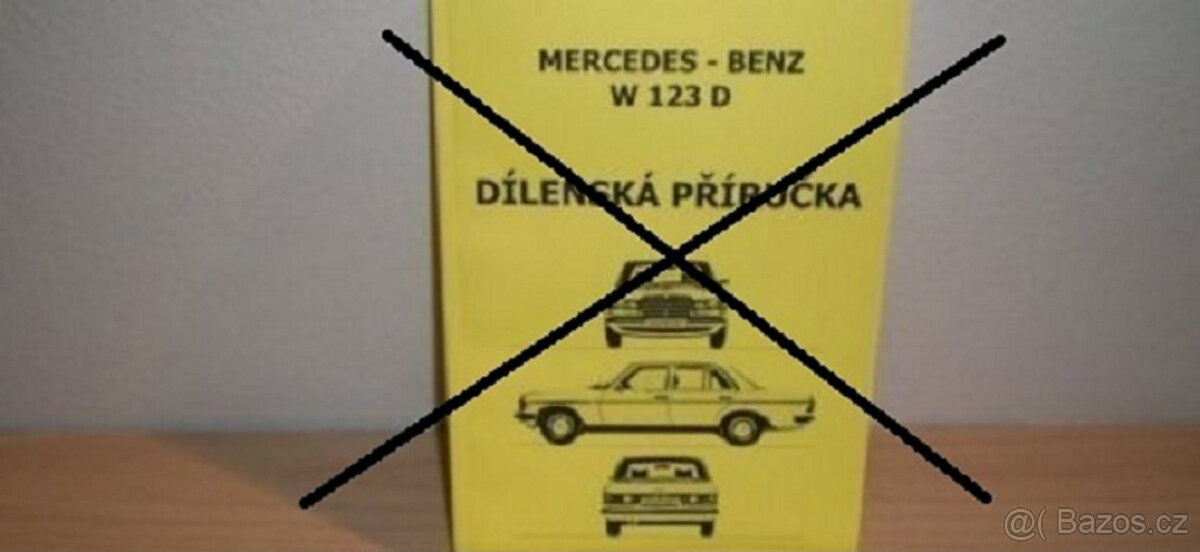 MERCEDES - BENZ
W 123 D
DÍLENSKÁ PŘÍRUČKA
@( Bazos.cz